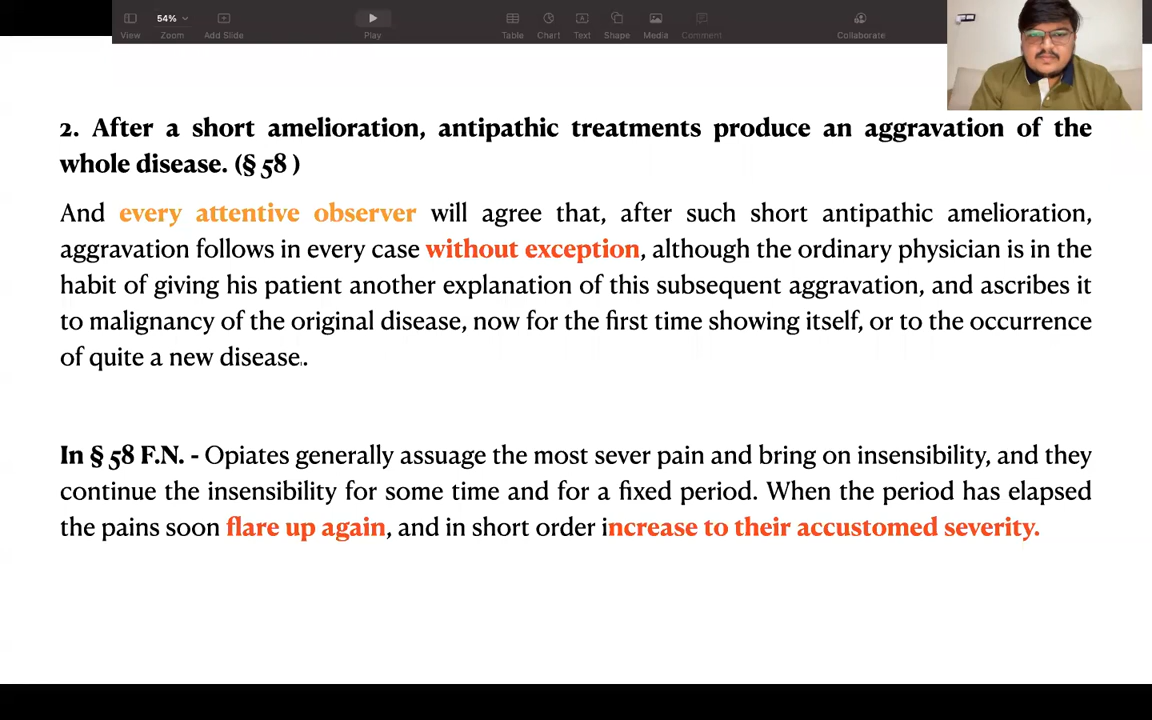 54%
View
Zoom
Add Slide
Play
Table
Chart
Text
Shape
Media
Comment
Collaborate
2. After a short amelioration, antipathic treatments produce an aggravation of the
whole disease. (§ 58 )
And every attentive observer will agree that, after such short antipathic amelioration,
aggravation follows in every case without exception, although the ordinary physician is in the
habit of giving his patient another explanation of this subsequent aggravation, and ascribes it
to malignancy of the original disease, now for the first time showing itself, or to the occurrence
of quite a new disease..
In § 58 F.N. - Opiates generally assuage the most sever pain and bring on insensibility, and they
continue the insensibility for some time and for a fixed period. When the period has elapsed
the pains soon flare up again, and in short order increase to their accustomed severity.